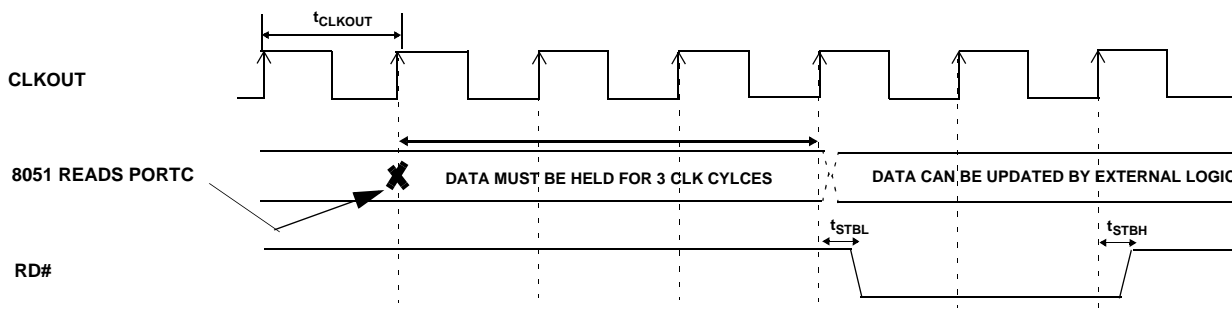 tCLKOUT
CLKOUT
8051 READS PORTC
DATA MUST BE HELD FOR 3 CLK CYLCES
DATA CAN BE UPDATED BY EXTERNAL LOGIC
tSTBL
tSTBH
RD#